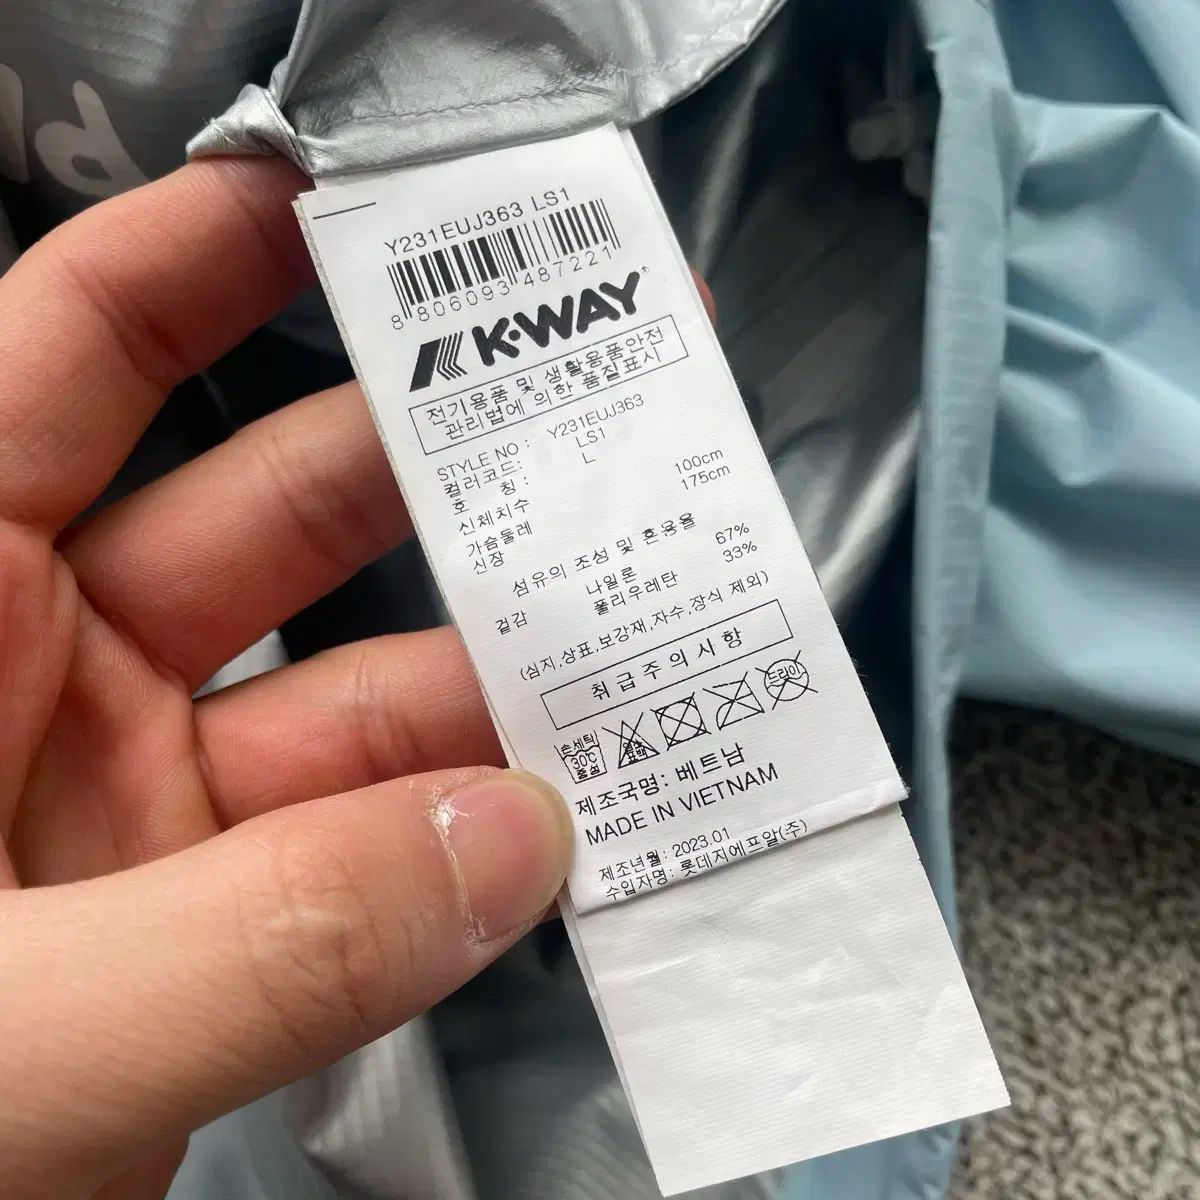 Y231EUJ363 LS1
8 806093 487221
K·WAY®
전기용품 및 생활용품안전
관리법에 의한 품질표시
STYLE NO : Y231EUJ363
컬러코드: LS1
호 칭 : L
신체치수
가슴둘레 100cm
신장 175cm
섬유의 조성 및 혼용율
겉감 나일론 67%
폴리우레탄 33%
(심지,상표,보강재,자수,장식 제외)
취급주의사항
손세탁
30℃
중성
드라이
제조국명: 베트남
MADE IN VIETNAM
제조년월: 2023.01
수입자명: 롯데지에프알(주)